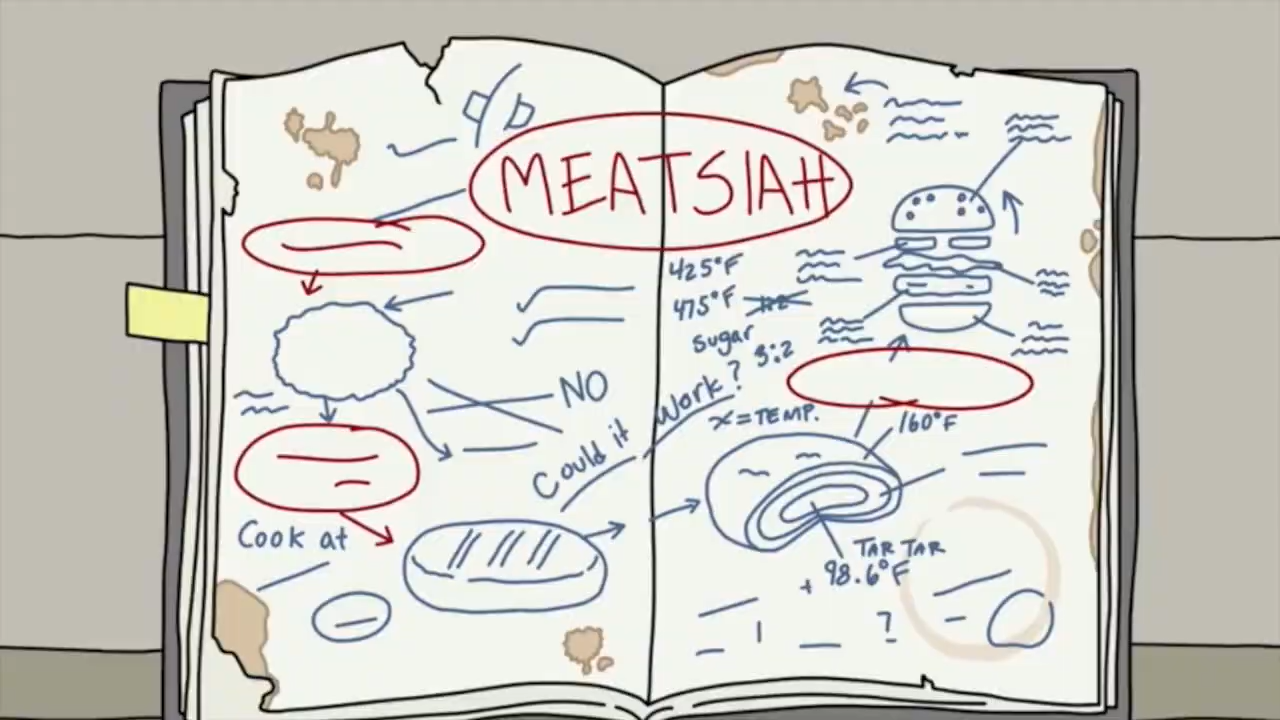 MEATSIAH
NO
Could it work?
Cook at
425°F
475°F
sugar
3:2
x = TEMP.
160°F
TAR TAR
+ 98.6°F
?